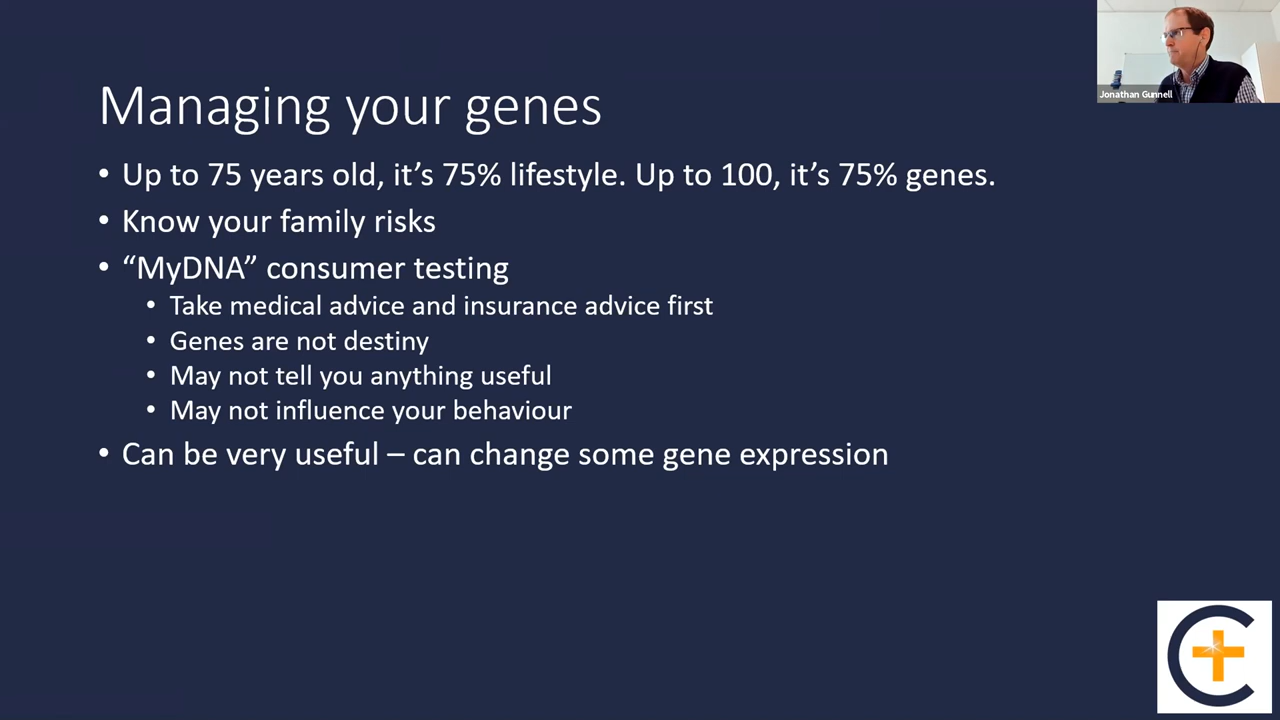 Jonathan Gunnell
Managing your genes
• Up to 75 years old, it’s 75% lifestyle. Up to 100, it’s 75% genes.
• Know your family risks
• “MyDNA” consumer testing
• Take medical advice and insurance advice first
• Genes are not destiny
• May not tell you anything useful
• May not influence your behaviour
• Can be very useful – can change some gene expression